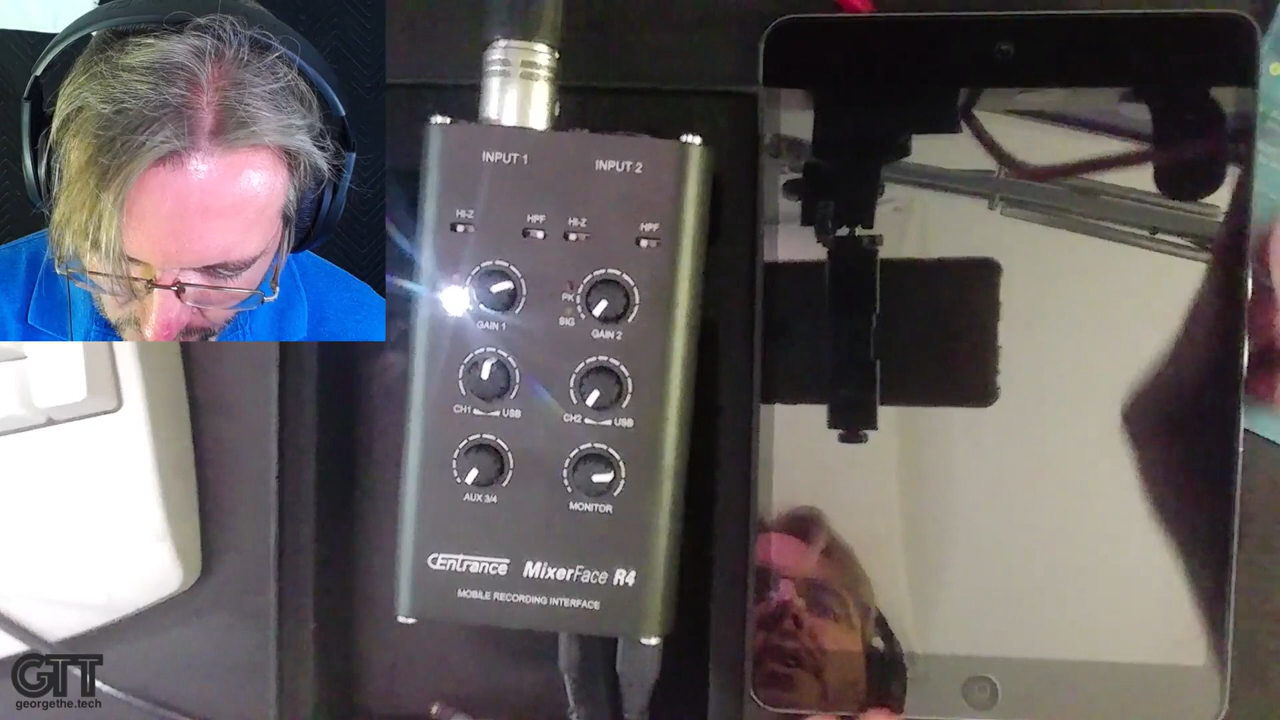 INPUT 1
INPUT 2
HI-Z
HPF
HI-Z
HPF
PK
SIG
GAIN 1
GAIN 2
CH1
USB
CH2
USB
AUX 3/4
MONITOR
CEntrance MixerFace R4
MOBILE RECORDING INTERFACE
GTT
georgethe.tech